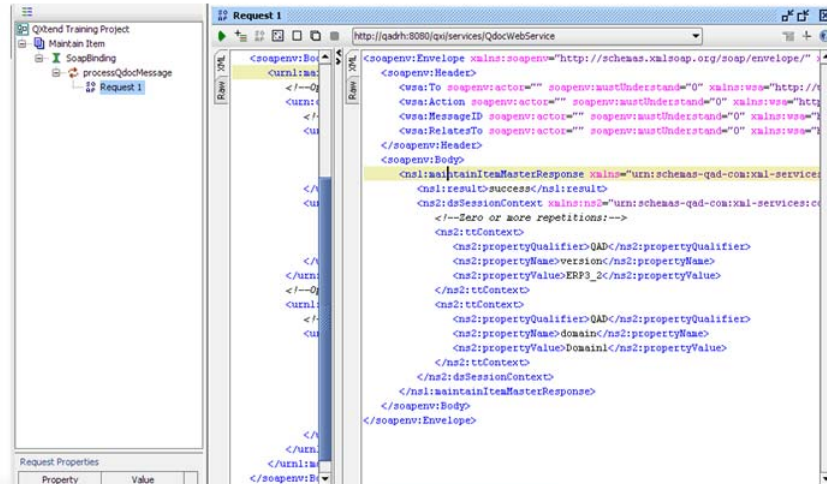 QXtend Training Project
Maintain Item
SoapBinding
processQdocMessage
Request 1
Request Properties
Property Value
Request 1
http://qadrh:8080/qxi/services/QdocWebService
XML
Raw
<soapenv:Bo
<urn1:mai
<!--Op
<urn:
<!-
<ur
</u
<ur
</u
</urn
<!--Op
<urn1:
<ur
</u
</urn
</urn1:m
</soapenv:B
XML
Raw
<soapenv:Envelope xmlns:soapenv="http://schemas.xmlsoap.org/soap/envelope/"
<soapenv:Header>
<wsa:To soapenv:actor="" soapenv:mustUnderstand="0" xmlns:wsa="http://
<wsa:Action soapenv:actor="" soapenv:mustUnderstand="0" xmlns:wsa="http
<wsa:MessageID soapenv:actor="" soapenv:mustUnderstand="0" xmlns:wsa=
<wsa:RelatesTo soapenv:actor="" soapenv:mustUnderstand="0" xmlns:wsa="
</soapenv:Header>
<soapenv:Body>
<ns1:maintainItemMasterResponse xmlns="urn:schemas-qad-com:xml-services
<ns1:result>success</ns1:result>
<ns2:dsSessionContext xmlns:ns2="urn:schemas-qad-com:xml-services:co
<!--Zero or more repetitions:-->
<ns2:ttContext>
<ns2:propertyQualifier>QAD</ns2:propertyQualifier>
<ns2:propertyName>version</ns2:propertyName>
<ns2:propertyValue>ERP3_2</ns2:propertyValue>
</ns2:ttContext>
<ns2:ttContext>
<ns2:propertyQualifier>QAD</ns2:propertyQualifier>
<ns2:propertyName>domain</ns2:propertyName>
<ns2:propertyValue>Domain1</ns2:propertyValue>
</ns2:ttContext>
</ns2:dsSessionContext>
</ns1:maintainItemMasterResponse>
</soapenv:Body>
</soapenv:Envelope>